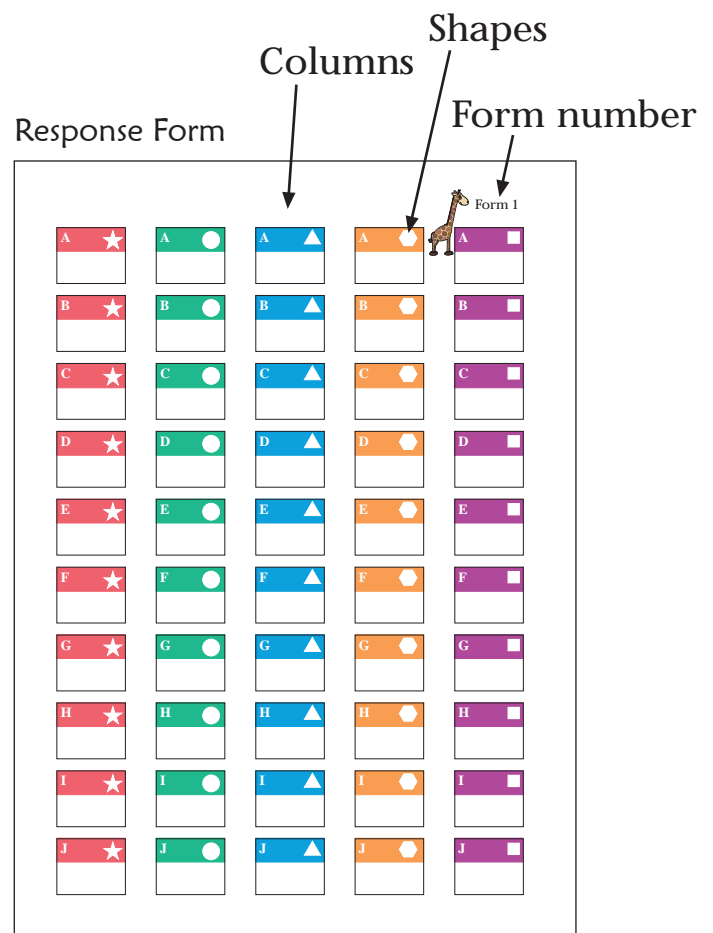 Shapes
Columns
Form number
Response Form
Form 1
A A A A A
B B B B B
C C C C C
D D D D D
E E E E E
F F F F F
G G G G G
H H H H H
I I I I I
J J J J J